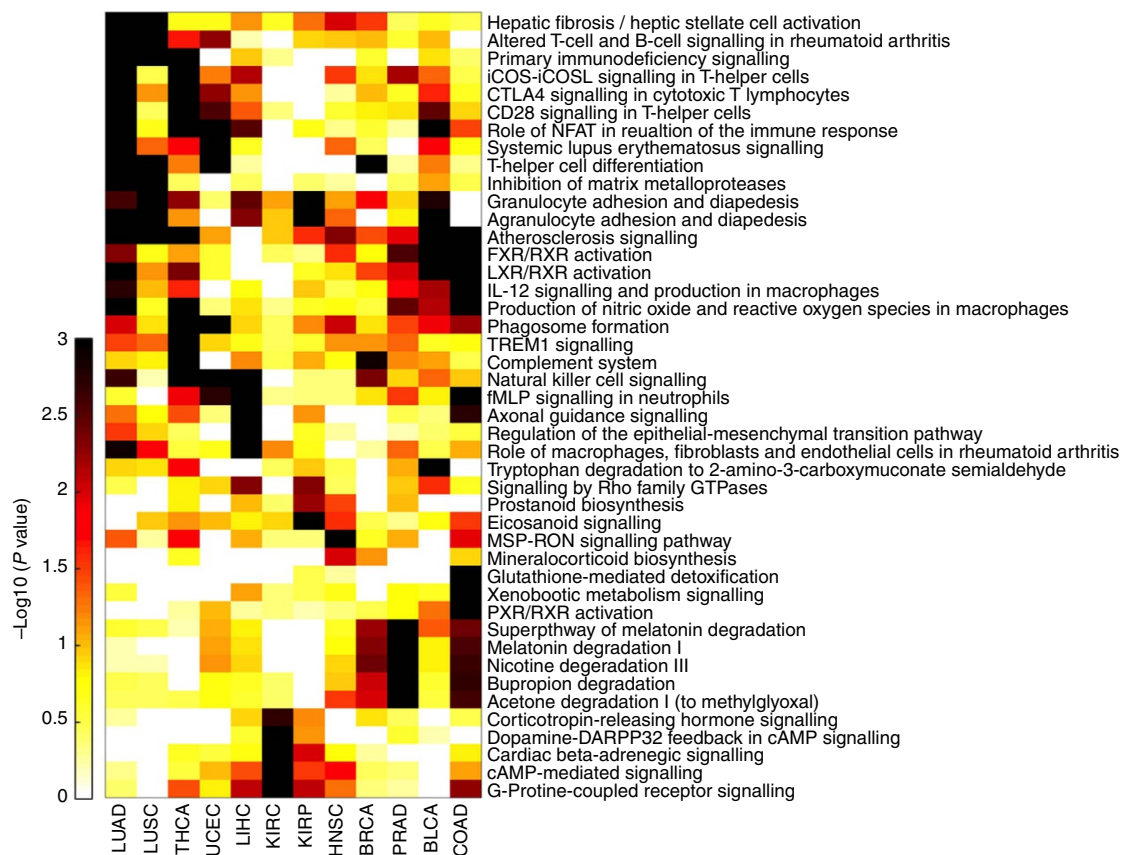 Hepatic fibrosis / heptic stellate cell activation
Altered T-cell and B-cell signalling in rheumatoid arthritis
Primary immunodeficiency signalling
iCOS-iCOSL signalling in T-helper cells
CTLA4 signalling in cytotoxic T lymphocytes
CD28 signalling in T-helper cells
Role of NFAT in reualtion of the immune response
Systemic lupus erythematosus signalling
T-helper cell differentiation
Inhibition of matrix metalloproteases
Granulocyte adhesion and diapedesis
Agranulocyte adhesion and diapedesis
Atherosclerosis signalling
FXR/RXR activation
LXR/RXR activation
IL-12 signalling and production in macrophages
Production of nitric oxide and reactive oxygen species in macrophages
Phagosome formation
TREM1 signalling
Complement system
Natural killer cell signalling
fMLP signalling in neutrophils
Axonal guidance signalling
Regulation of the epithelial-mesenchymal transition pathway
Role of macrophages, fibroblasts and endothelial cells in rheumatoid arthritis
Tryptophan degradation to 2-amino-3-carboxymuconate semialdehyde
Signalling by Rho family GTPases
Prostanoid biosynthesis
Eicosanoid signalling
MSP-RON signalling pathway
Mineralocorticoid biosynthesis
Glutathione-mediated detoxification
Xenobootic metabolism signalling
PXR/RXR activation
Superpthway of melatonin degradation
Melatonin degradation I
Nicotine degeradation III
Bupropion degradation
Acetone degradation I (to methylglyoxal)
Corticotropin-releasing hormone signalling
Dopamine-DARPP32 feedback in cAMP signalling
Cardiac beta-adrenegic signalling
cAMP-mediated signalling
G-Protine-coupled receptor signalling
3
2.5
2
1.5
1
0.5
0
–Log10 (P value)
LUAD
LUSC
THCA
UCEC
LIHC
KIRC
KIRP
HNSC
BRCA
PRAD
BLCA
COAD